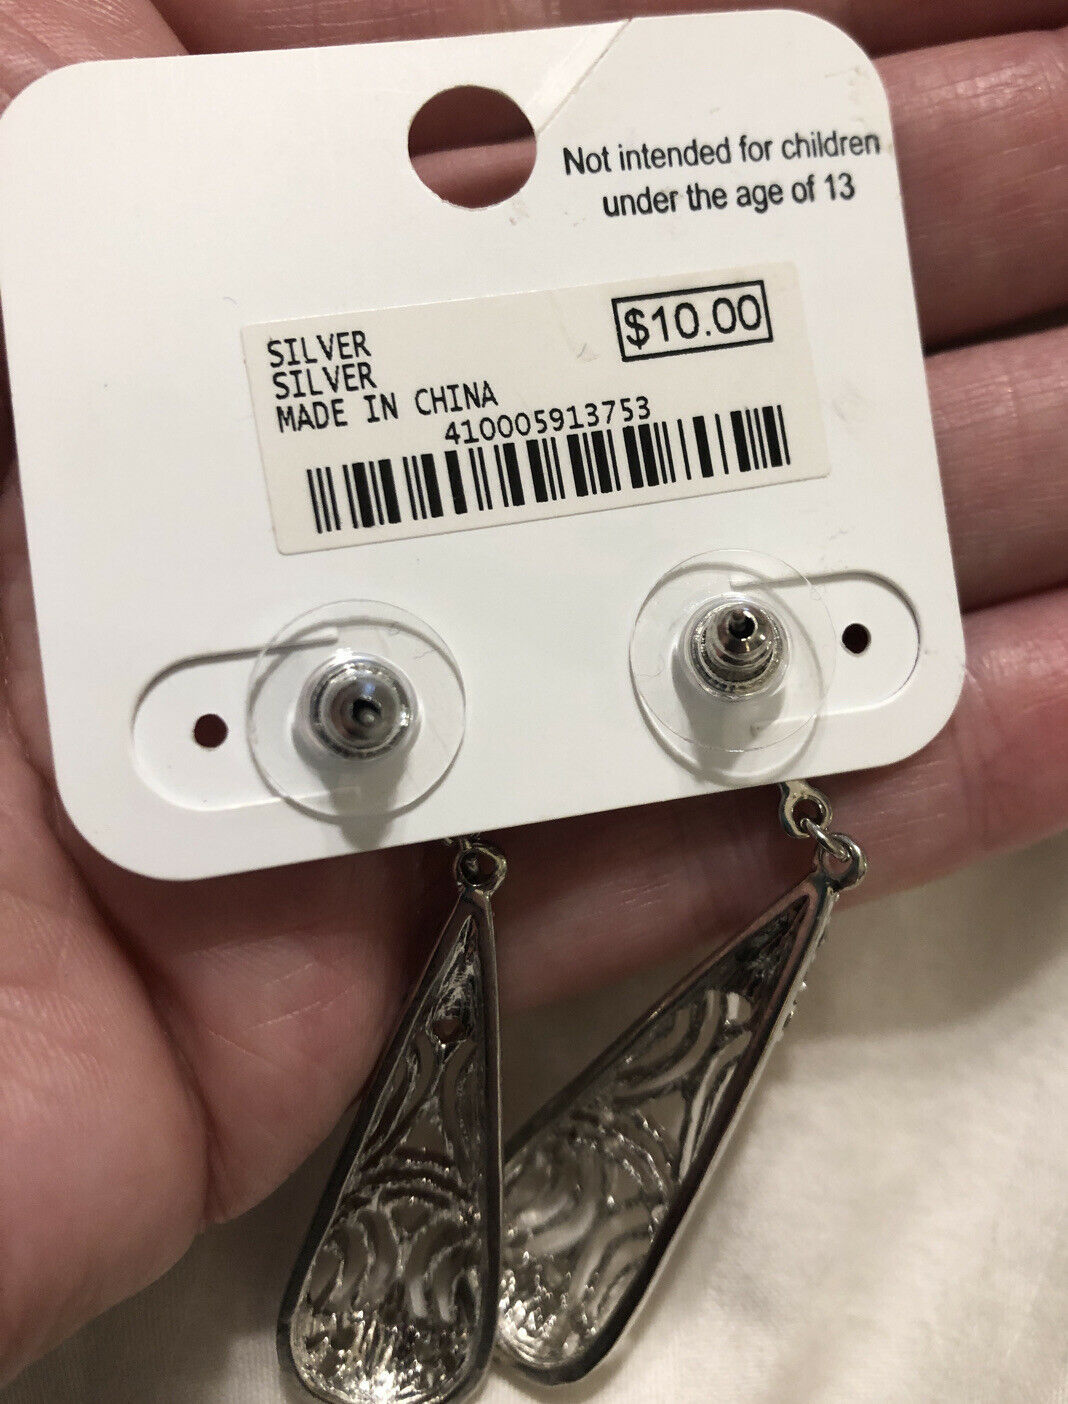 Not intended for children
under the age of 13
$10.00
SILVER
SILVER
MADE IN CHINA
410005913753